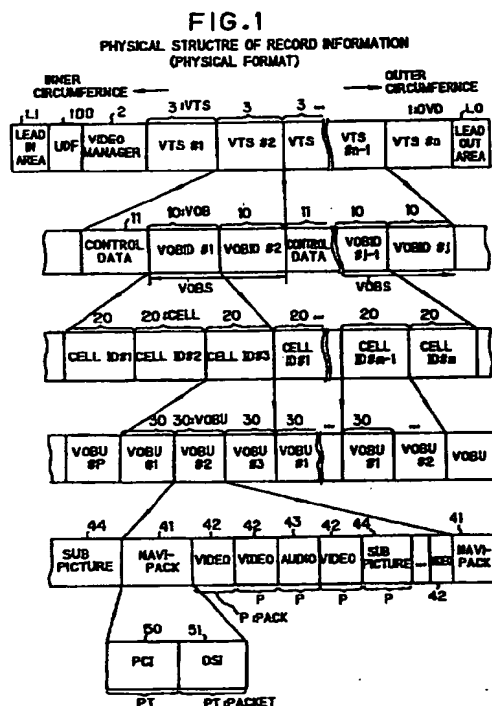 FIG.1
PHYSICAL STRUCTRE OF RECORD INFORMATION
(PHYSICAL FORMAT)
INNER CIRCUMFERNCE
OUTER CIRCUMFERNCE
L1 100 2 3:VTS 3 3 ... 1:DVD LO
LEAD IN AREA UDF VIDEO MANAGER VTS #1 VTS #2 VTS VTS #n-1 VTS #n LEAD OUT AREA
11 10:VOB 10 11 10 10
CONTROL DATA VOBID #1 VOBID #2 CONTROL DATA VOBID #j-1 VOBID #j
VOBS VOBS
20 20:CELL 20 20 ... 20 20
CELL ID#1 CELL ID#2 CELL ID#3 CELL ID#1 CELL ID#m-1 CELL ID#m
30 30:VOBU 30 30 ... 30 ...
VOBU #P VOBU #1 VOBU #2 VOBU #3 VOBU #1 VOBU #1 VOBU #2 VOBU
44 41 42 42 43 42 44 41
SUB PICTURE NAVI-PACK VIDEO VIDEO AUDIO VIDEO SUB PICTURE ... VIDEO NAVI-PACK
P P P P 42
P:PACK
50 51
PCI DSI
PT PT:PACKET